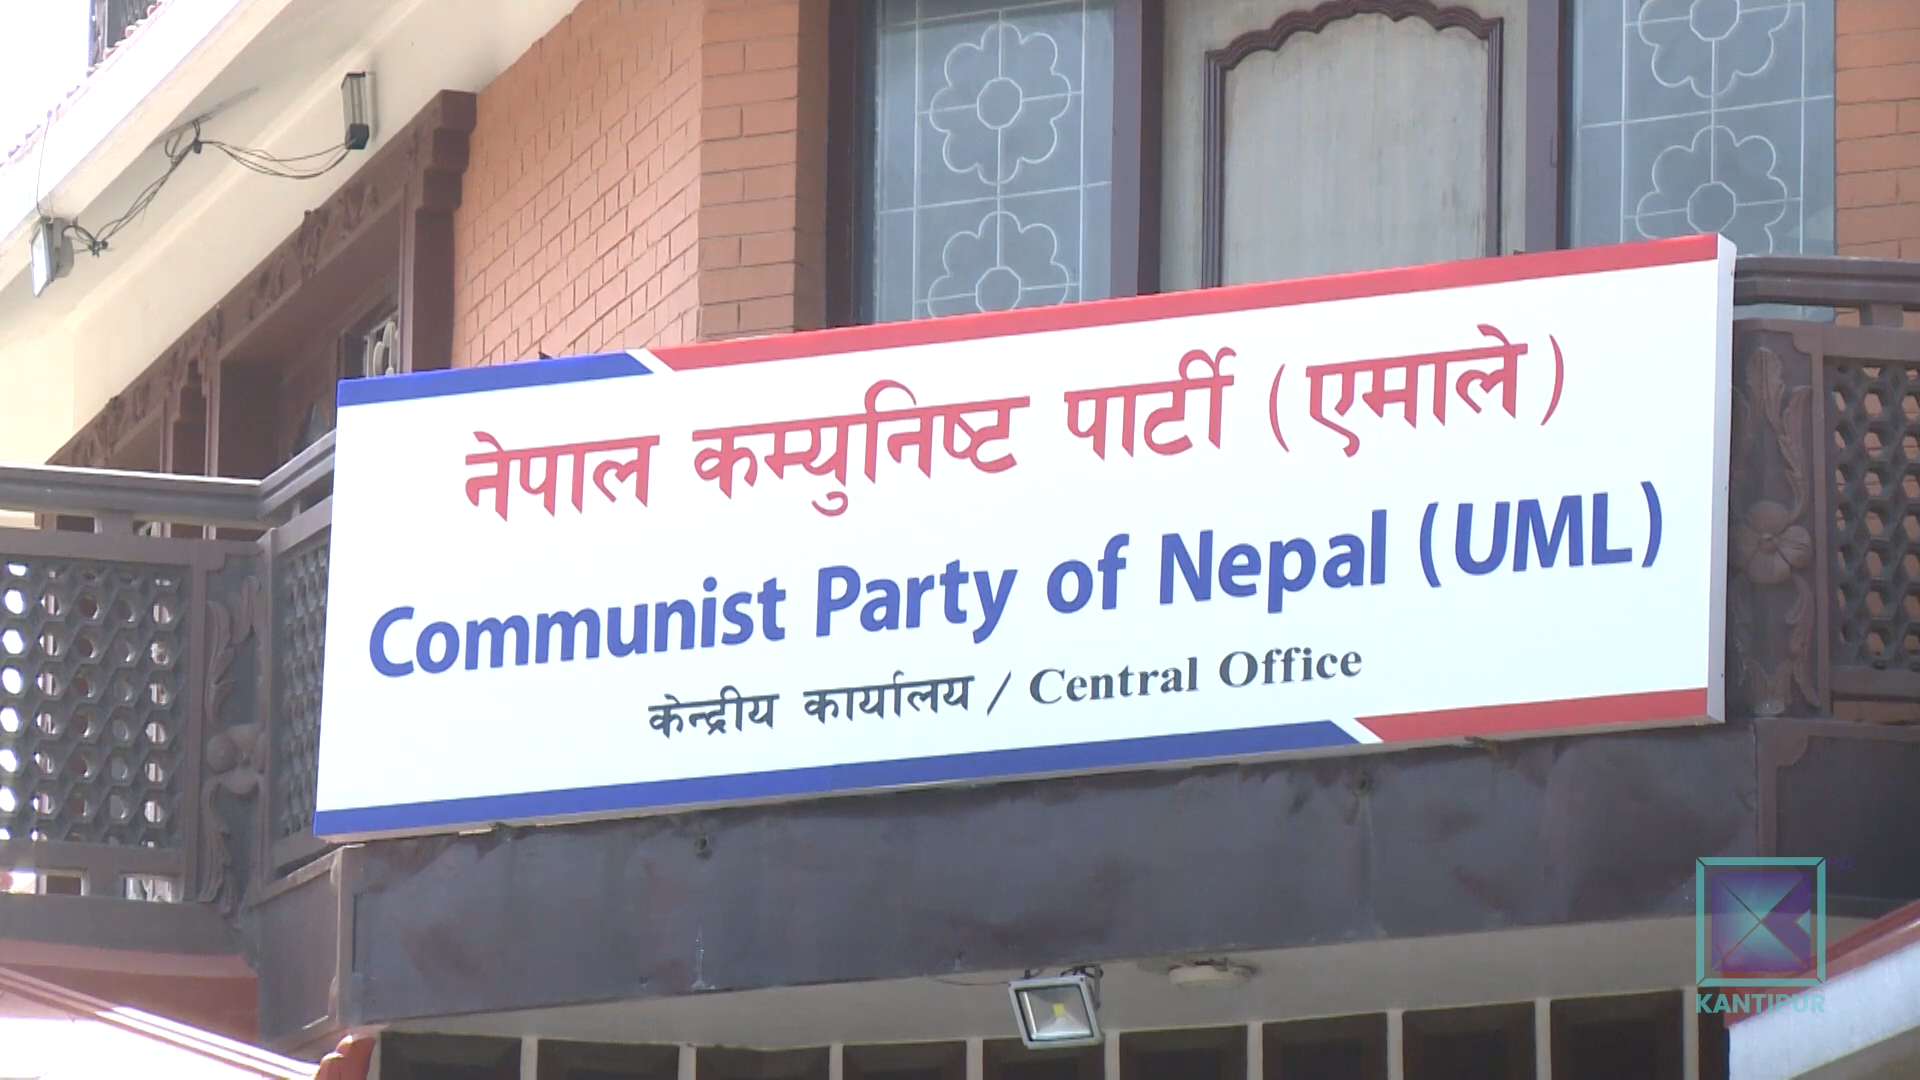 नेपाल कम्युनिष्ट पार्टी (एमाले)
Communist Party of Nepal (UML)
केन्द्रीय कार्यालय / Central Office
KANTIPUR